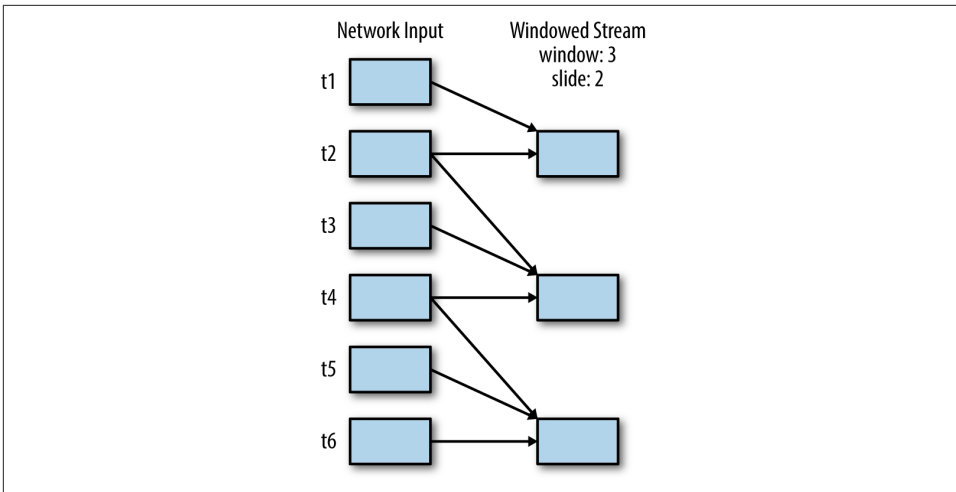 Network Input
Windowed Stream
window: 3
slide: 2
t1
t2
t3
t4
t5
t6